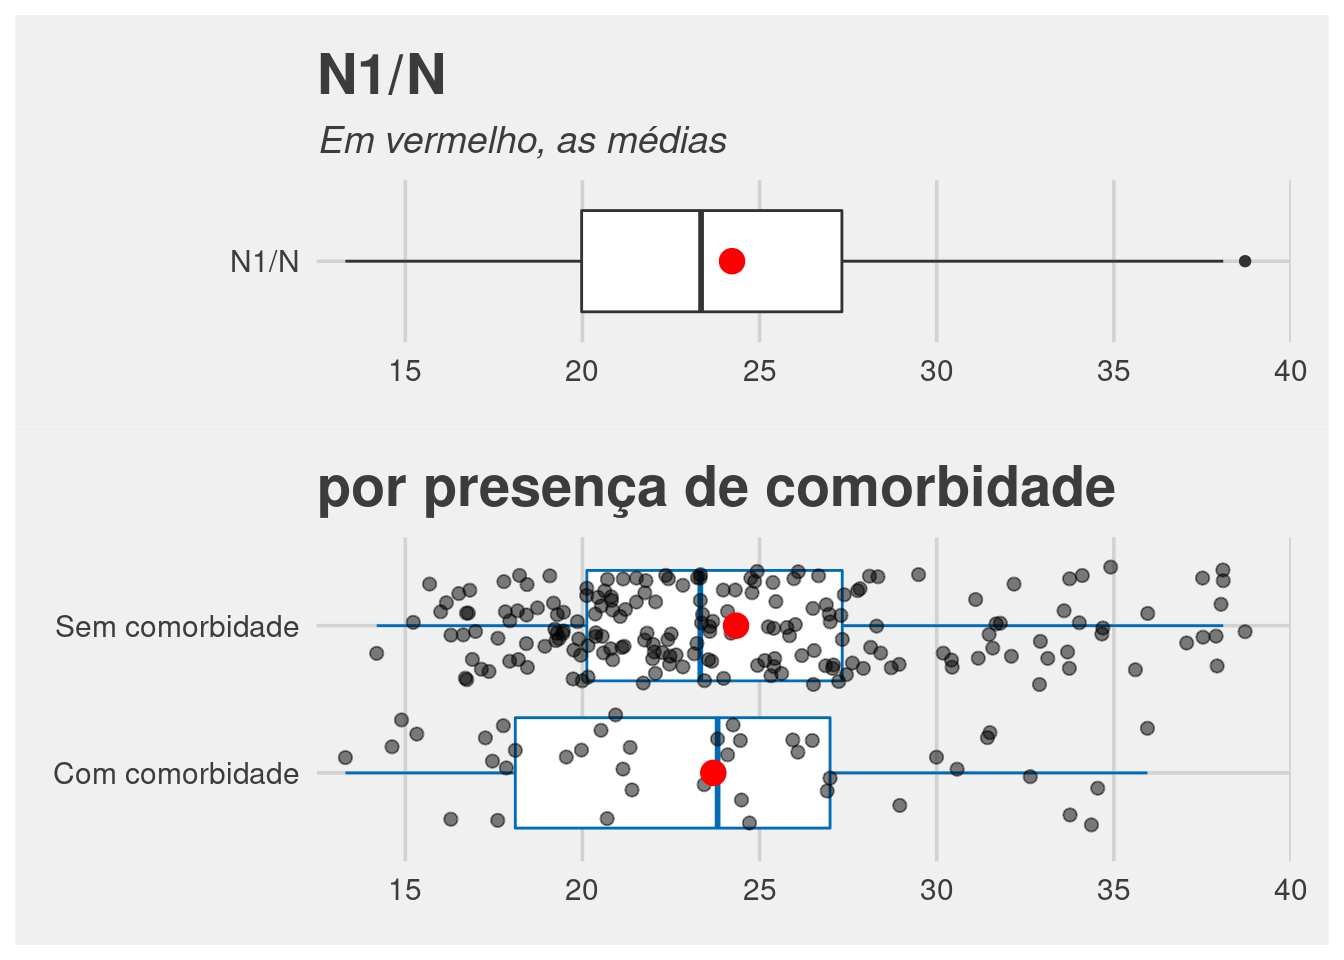 N1/N
Em vermelho, as médias
N1/N
15 20 25 30 35 40
por presença de comorbidade
Sem comorbidade
Com comorbidade
15 20 25 30 35 40